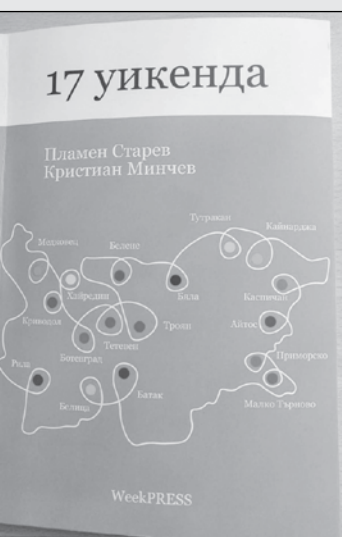 17 уикенда
Пламен Старев
Кристиан Минчев
Тутракан
Кайнарджа
Медковец
Белене
Хайредин
Бяла
Каспичан
Криводол
Троян
Айтос
Тетевен
Ботевград
Приморско
Рила
Белица
Батак
Малко Търново
WeekPRESS